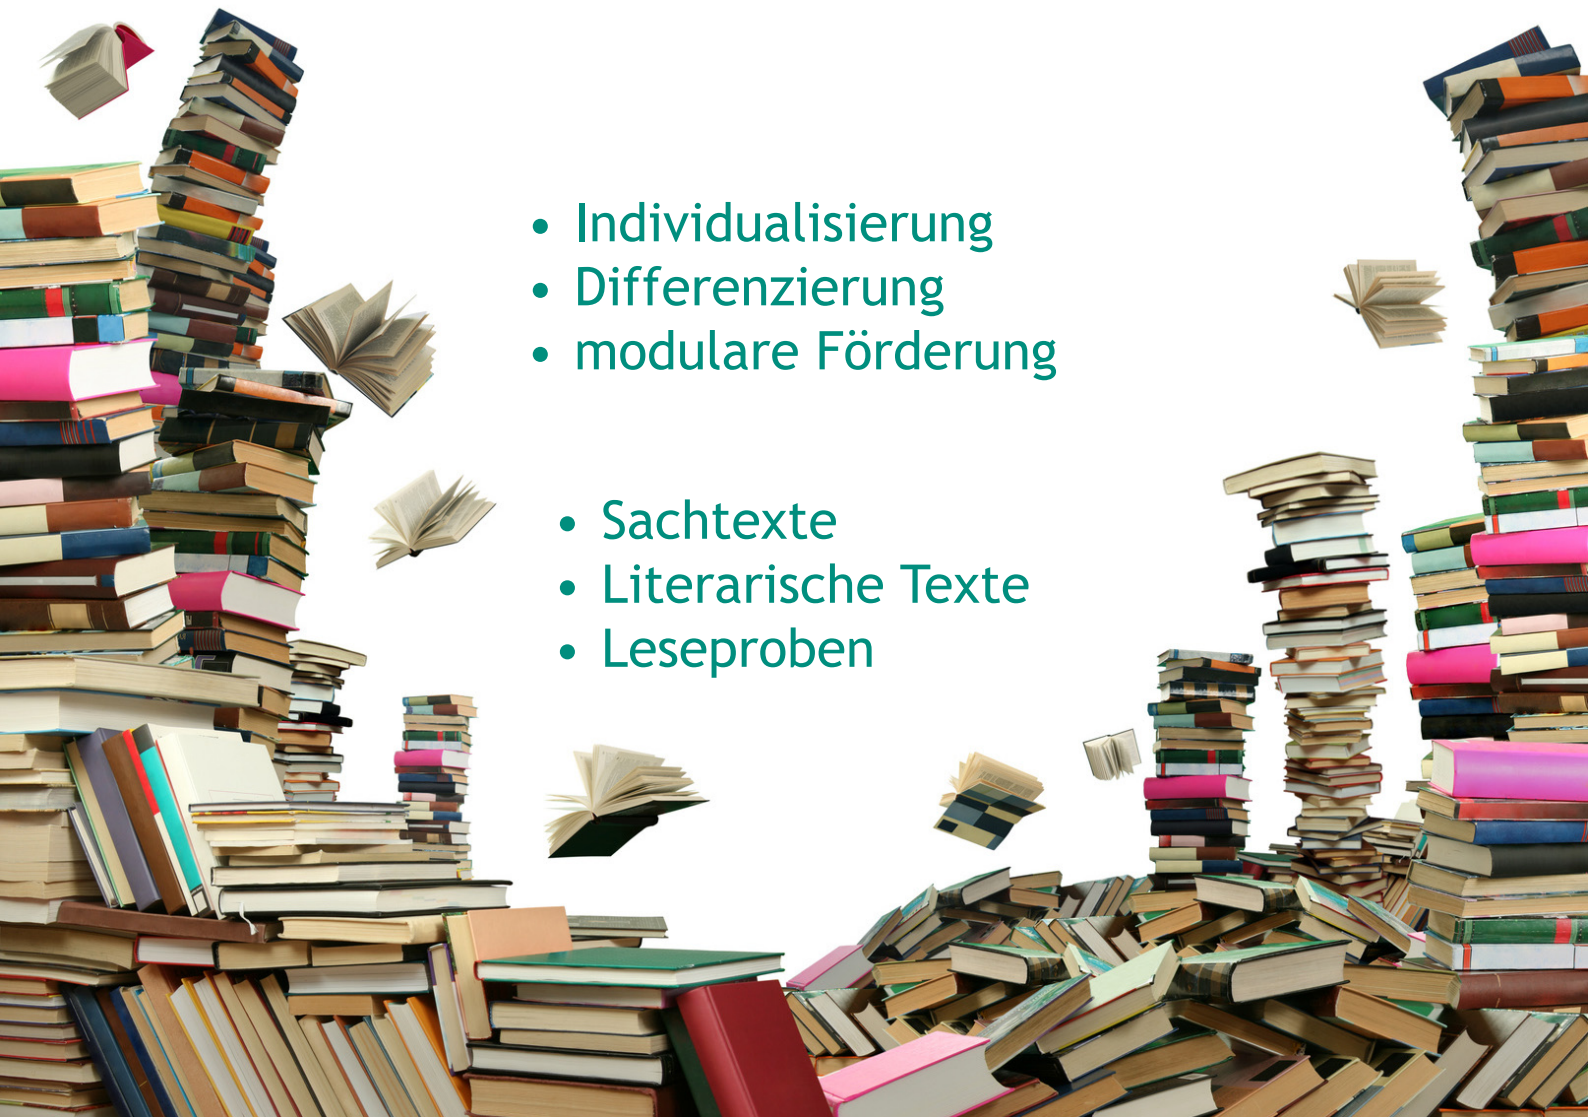 • Individualisierung
• Differenzierung
• modulare Förderung
• Sachtexte
• Literarische Texte
• Leseproben